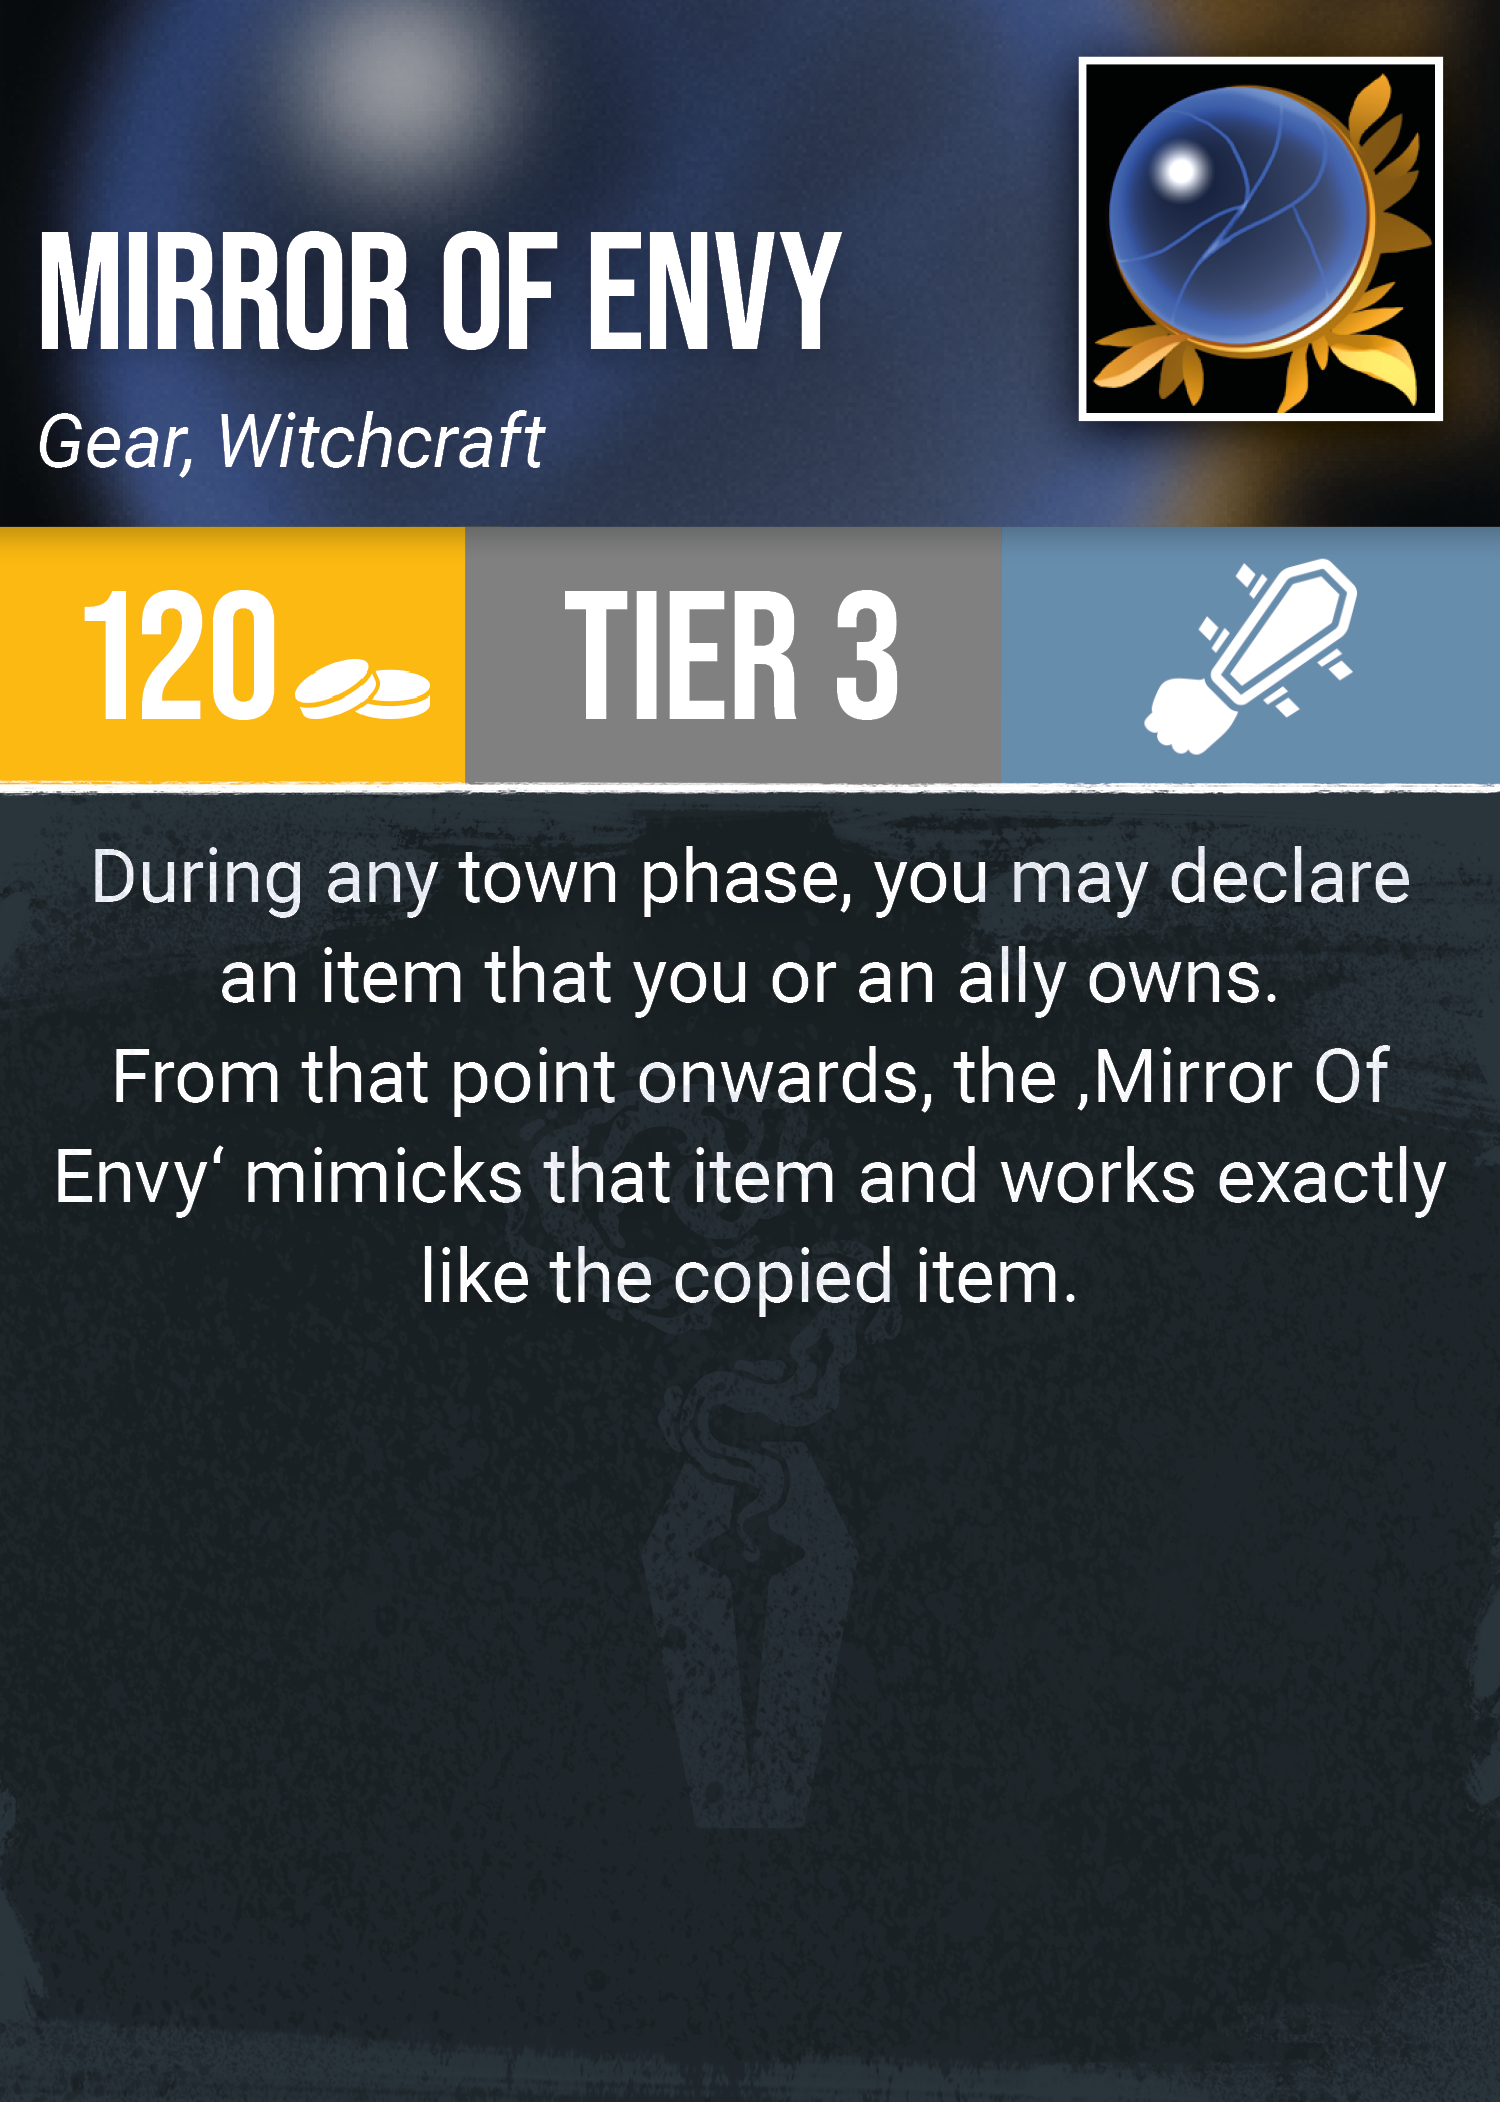 MIRROR OF ENVY
Gear, Witchcraft
120
TIER 3
During any town phase, you may declare
an item that you or an ally owns.
From that point onwards, the ‚Mirror Of
Envy‘ mimicks that item and works exactly
like the copied item.